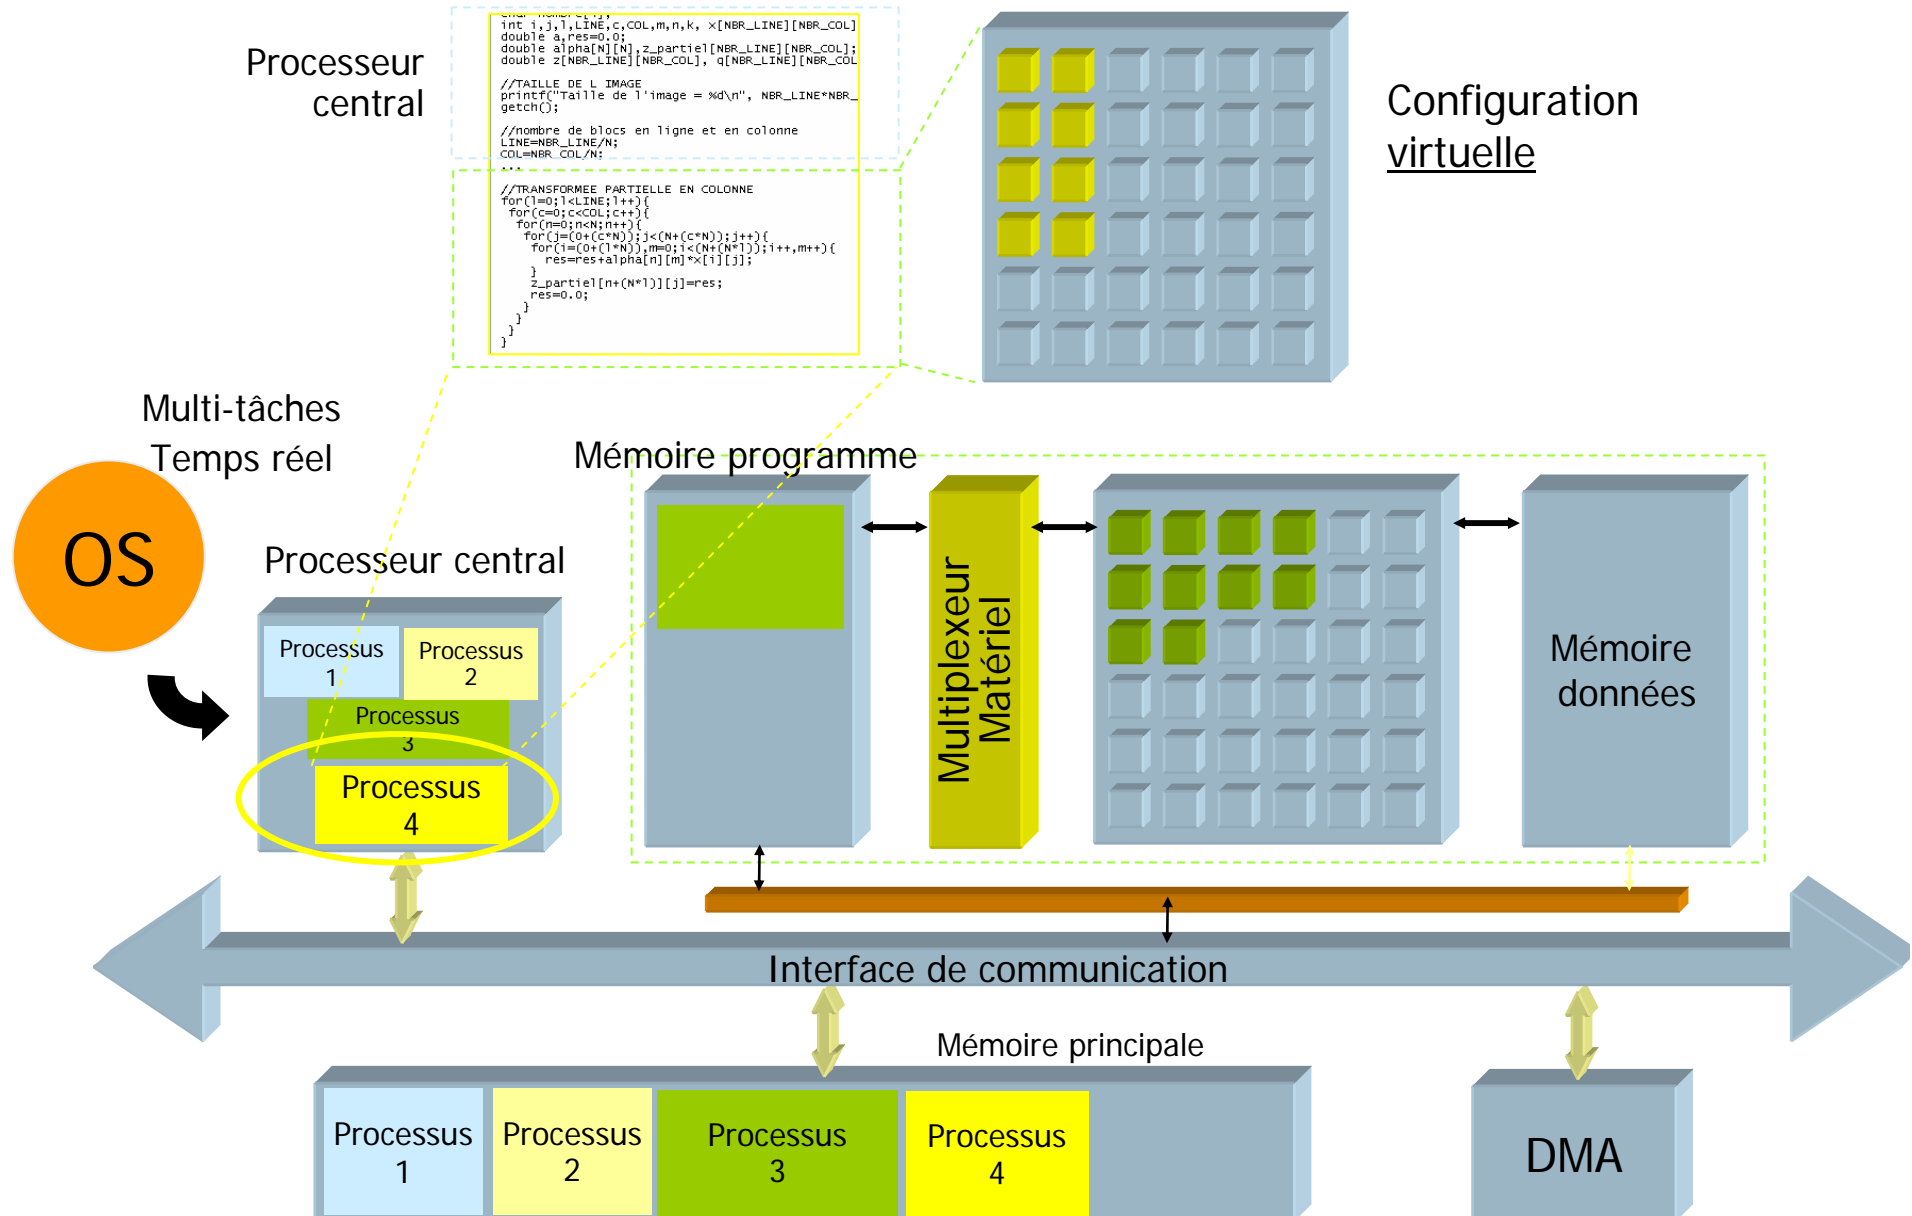 int i,j,l,LINE,c,COL,m,n,k, x[NBR_LINE][NBR_COL]
double a,res=0.0;
double alpha[N][N],z_partiel[NBR_LINE][NBR_COL];
double z[NBR_LINE][NBR_COL], q[NBR_LINE][NBR_COL
//TAILLE DE L IMAGE
printf("Taille de l'image = %d\n", NBR_LINE*NBR_
getch();
//nombre de blocs en ligne et en colonne
LINE=NBR_LINE/N;
COL=NBR_COL/N;
...
//TRANSFORMEE PARTIELLE EN COLONNE
for(l=0;l<LINE;l++){
for(c=0;c<COL;c++){
for(n=0;n<N;n++){
for(j=(0+(c*N));j<(N+(c*N));j++){
for(i=(0+(l*N)),m=0;i<(N+(N*l));i++,m++){
res=res+alpha[n][m]*x[i][j];
}
z_partiel[n+(N*l)][j]=res;
res=0.0;
}
}
}
}
Processeur
central
Configuration
virtuelle
Multi-tâches
Temps réel
OS
Processeur central
Processus
1
Processus
2
Processus
3
Processus
4
Mémoire programme
Multiplexeur
Matériel
Mémoire
données
Interface de communication
Mémoire principale
Processus
1
Processus
2
Processus
3
Processus
4
DMA